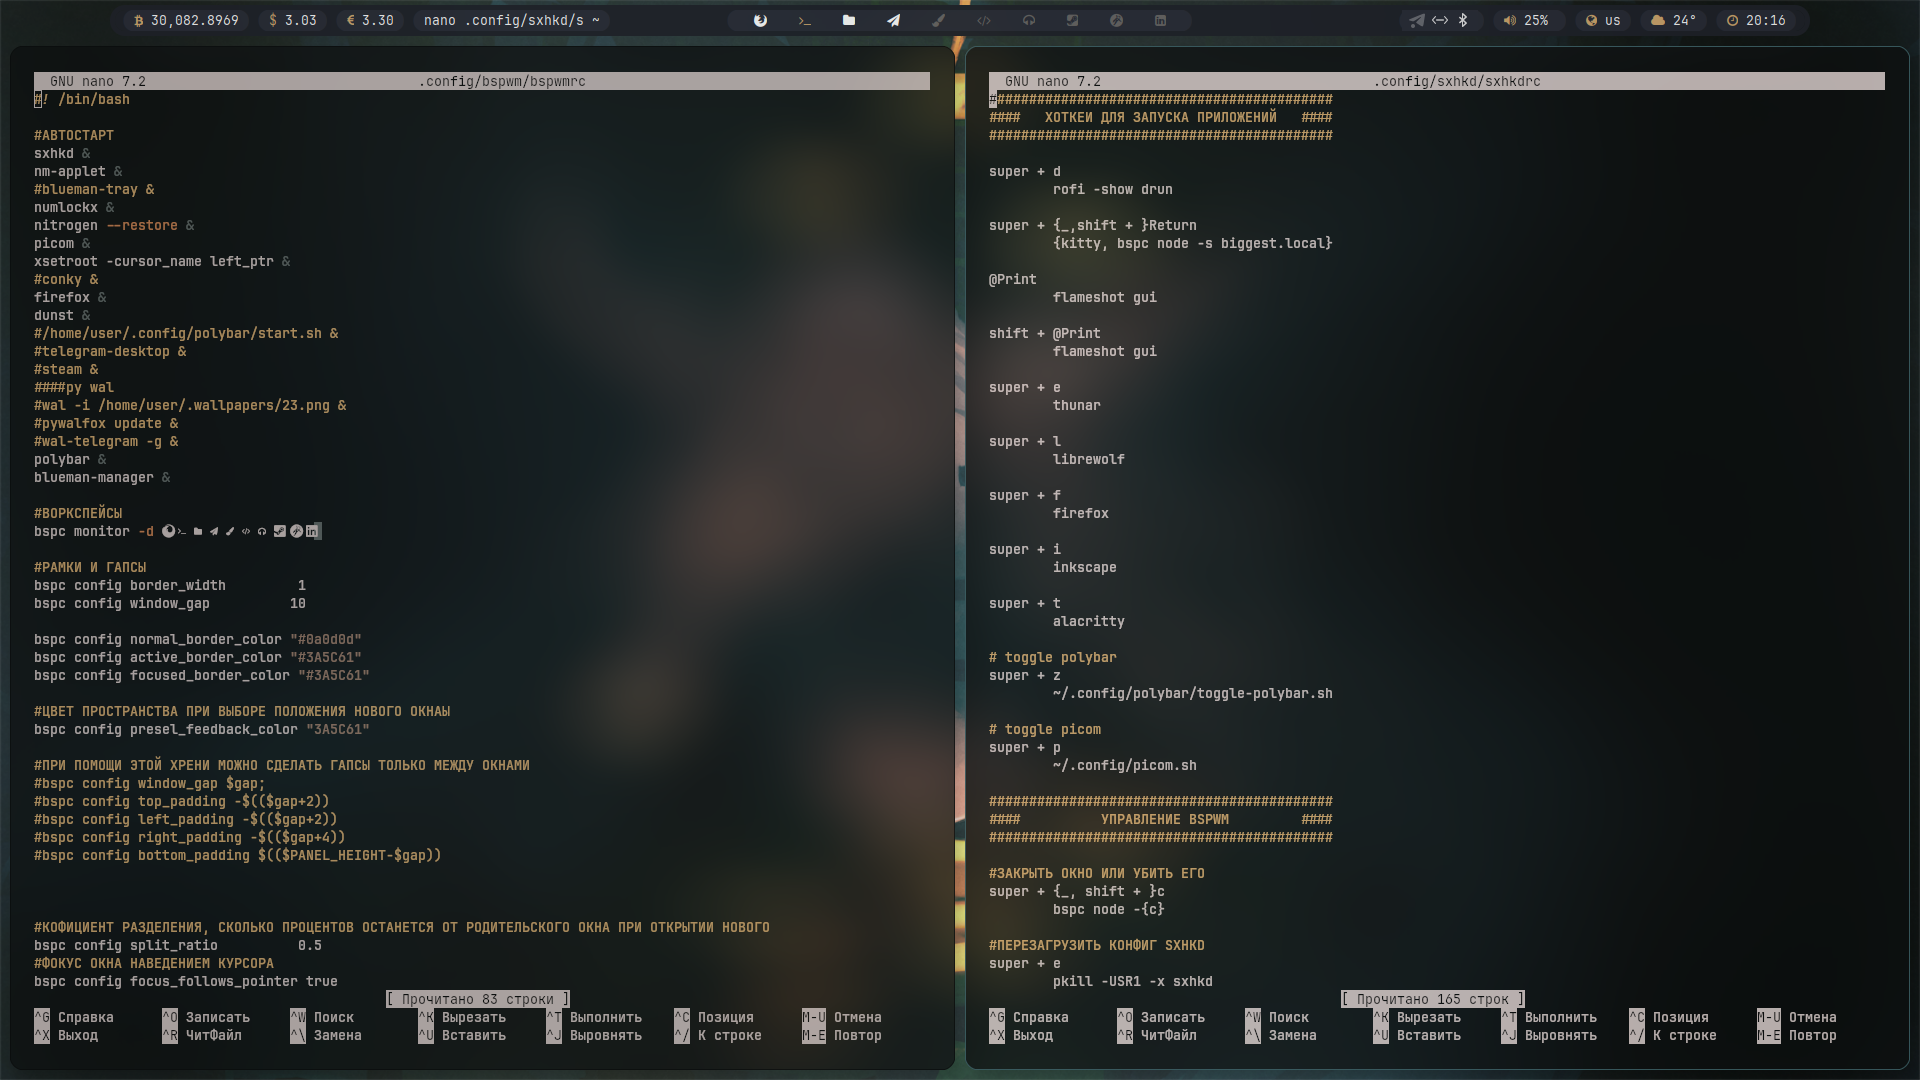 30,082.8969 $ 3.03 € 3.30 nano .config/sxhkd/s ~ 25% us 24° 20:16
GNU nano 7.2 .config/bspwm/bspwmrc
#! /bin/bash
#АВТОСТАРТ
sxhkd &
nm-applet &
#blueman-tray &
numlockx &
nitrogen --restore &
picom &
xsetroot -cursor_name left_ptr &
#conky &
firefox &
dunst &
#/home/user/.config/polybar/start.sh &
#telegram-desktop &
#steam &
####py wal
#wal -i /home/user/.wallpapers/23.png &
#pywalfox update &
#wal-telegram -g &
polybar &
blueman-manager &
#ВОРКСПЕЙСЫ
bspc monitor -d
#РАМКИ И ГАПСЫ
bspc config border_width 1
bspc config window_gap 10
bspc config normal_border_color "#0a0d0d"
bspc config active_border_color "#3A5C61"
bspc config focused_border_color "#3A5C61"
#ЦВЕТ ПРОСТРАНСТВА ПРИ ВЫБОРЕ ПОЛОЖЕНИЯ НОВОГО ОКНАЫ
bspc config presel_feedback_color "3A5C61"
#ПРИ ПОМОЩИ ЭТОЙ ХРЕНИ МОЖНО СДЕЛАТЬ ГАПСЫ ТОЛЬКО МЕЖДУ ОКНАМИ
#bspc config window_gap $gap;
#bspc config top_padding -$(($gap+2))
#bspc config left_padding -$(($gap+2))
#bspc config right_padding -$(($gap+4))
#bspc config bottom_padding $(($PANEL_HEIGHT-$gap))
#КОФИЦИЕНТ РАЗДЕЛЕНИЯ, СКОЛЬКО ПРОЦЕНТОВ ОСТАНЕТСЯ ОТ РОДИТЕЛЬСКОГО ОКНА ПРИ ОТКРЫТИИ НОВОГО
bspc config split_ratio 0.5
#ФОКУС ОКНА НАВЕДЕНИЕМ КУРСОРА
bspc config focus_follows_pointer true
[ Прочитано 83 строки ]
^G Справка ^O Записать ^W Поиск ^K Вырезать ^T Выполнить ^C Позиция M-U Отмена
^X Выход ^R ЧитФайл ^\ Замена ^U Вставить ^J Выровнять ^/ К строке M-E Повтор
GNU nano 7.2 .config/sxhkd/sxhkdrc
###########################################
#### ХОТКЕИ ДЛЯ ЗАПУСКА ПРИЛОЖЕНИЙ ####
###########################################
super + d
rofi -show drun
super + {_,shift + }Return
{kitty, bspc node -s biggest.local}
@Print
flameshot gui
shift + @Print
flameshot gui
super + e
thunar
super + l
librewolf
super + f
firefox
super + i
inkscape
super + t
alacritty
# toggle polybar
super + z
~/.config/polybar/toggle-polybar.sh
# toggle picom
super + p
~/.config/picom.sh
###########################################
#### УПРАВЛЕНИЕ BSPWM ####
###########################################
#ЗАКРЫТЬ ОКНО ИЛИ УБИТЬ ЕГО
super + {_, shift + }c
bspc node -{c}
#ПЕРЕЗАГРУЗИТЬ КОНФИГ SXHKD
super + e
pkill -USR1 -x sxhkd
[ Прочитано 165 строк ]
^G Справка ^O Записать ^W Поиск ^K Вырезать ^T Выполнить ^C Позиция M-U Отмена
^X Выход ^R ЧитФайл ^\ Замена ^U Вставить ^J Выровнять ^/ К строке M-E Повтор